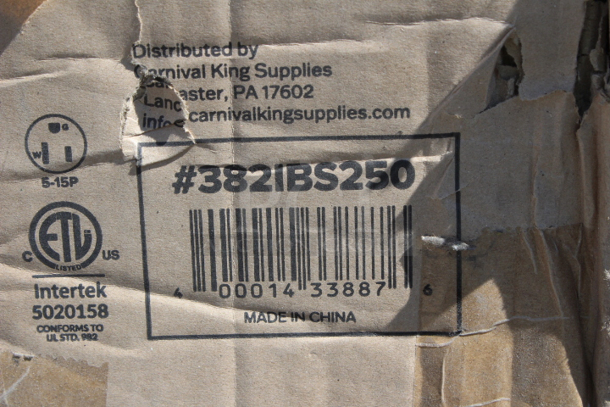 Distributed by
Carnival King Supplies
Lancaster, PA 17602
info@carnivalkingsupplies.com
G
W
5-15P
#382IBS250
ETL
LISTED
C US
Intertek
5020158
CONFORMS TO
UL STD. 982
4 00014 33887 6
MADE IN CHINA